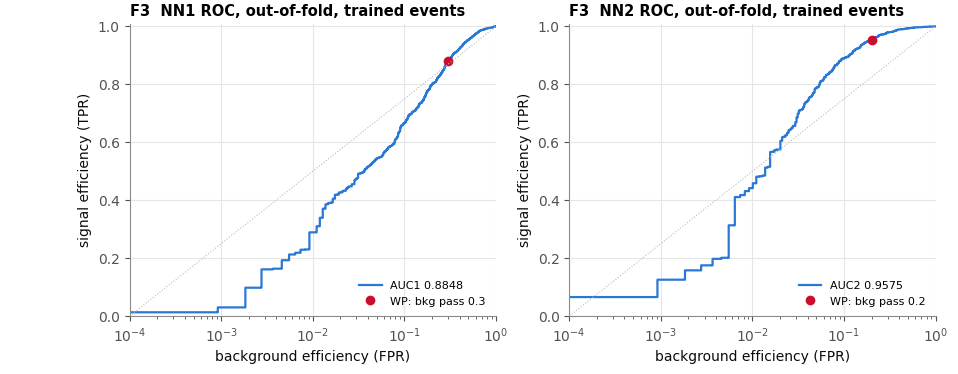 F3 NN1 ROC, out-of-fold, trained events
1.0
0.8
0.6
0.4
0.2
0.0
signal efficiency (TPR)
AUC1 0.8848
WP: bkg pass 0.3
10⁻⁴ 10⁻³ 10⁻² 10⁻¹ 10⁰
background efficiency (FPR)
F3 NN2 ROC, out-of-fold, trained events
1.0
0.8
0.6
0.4
0.2
0.0
signal efficiency (TPR)
AUC2 0.9575
WP: bkg pass 0.2
10⁻⁴ 10⁻³ 10⁻² 10⁻¹ 10⁰
background efficiency (FPR)